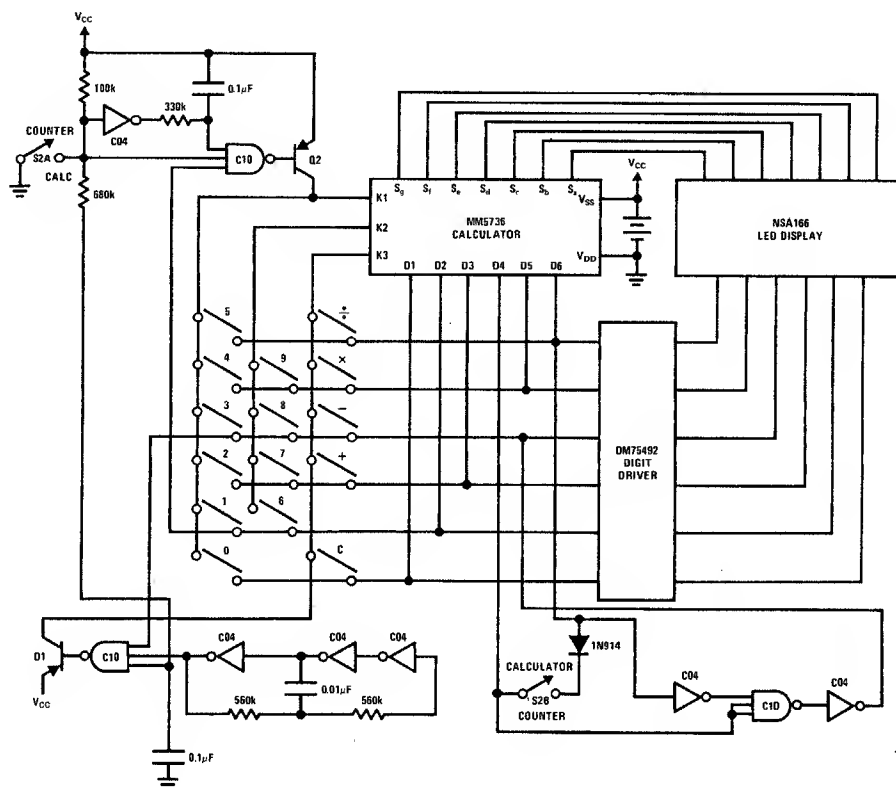 VCC
100k
0.1μF
330k
C04
COUNTER
S2A
CALC
C10
Q2
680k
Sg Sf Se Sd Sc Sb Sa
VCC
K1
K2
K3
MM5736
CALCULATOR
VSS
VDD
D1 D2 D3 D4 D5 D6
NSA166
LED DISPLAY
5 ÷
4 9 ×
3 8 −
2 7 +
1 6
0 C
DM75492
DIGIT
DRIVER
D1
C10
VCC
C04
C04
C04
0.01μF
560k
560k
0.1μF
1N914
CALCULATOR
S2B
COUNTER
C04
C10
C04